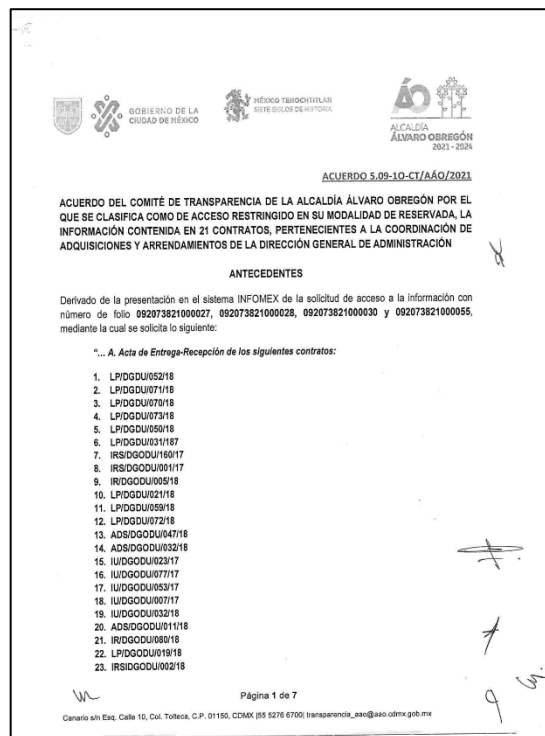 GOBIERNO DE LA
CIUDAD DE MÉXICO
MÉXICO TENOCHTITLAN
SIETE SIGLOS DE HISTORIA
ÁO
ALCALDÍA
ÁLVARO OBREGÓN
2021 - 2024
ACUERDO 5.09-1O-CT/AÁO/2021
ACUERDO DEL COMITÉ DE TRANSPARENCIA DE LA ALCALDÍA ÁLVARO OBREGÓN POR EL
QUE SE CLASIFICA COMO DE ACCESO RESTRINGIDO EN SU MODALIDAD DE RESERVADA, LA
INFORMACIÓN CONTENIDA EN 21 CONTRATOS, PERTENECIENTES A LA COORDINACIÓN DE
ADQUISICIONES Y ARRENDAMIENTOS DE LA DIRECCIÓN GENERAL DE ADMINISTRACIÓN
ANTECEDENTES
Derivado de la presentación en el sistema INFOMEX de la solicitud de acceso a la información con
número de folio 092073821000027, 092073821000028, 092073821000030 y 092073821000055,
mediante la cual se solicita lo siguiente:
"... A. Acta de Entrega-Recepción de los siguientes contratos:
1. LP/DGDU/052/18
2. LP/DGDU/071/18
3. LP/DGDU/070/18
4. LP/DGDU/073/18
5. LP/DGDU/050/18
6. LP/DGDU/031/187
7. IRS/DGODU/160/17
8. IRS/DGODU/001/17
9. IR/DGODU/005/18
10. LP/DGDU/021/18
11. LP/DGDU/059/18
12. LP/DGDU/072/18
13. ADS/DGODU/047/18
14. ADS/DGODU/032/18
15. IU/DGODU/023/17
16. IU/DGODU/077/17
17. IU/DGODU/053/17
18. IU/DGODU/007/17
19. IU/DGODU/032/18
20. ADS/DGODU/011/18
21. IR/DGODU/080/18
22. LP/DGODU/019/18
23. IRSIDGODU/002/18
Página 1 de 7
Canario s/n Esq. Calle 10, Col. Tolteca, C.P. 01150, CDMX |55 5276 6700| transparencia_aao@aao.cdmx.gob.mx